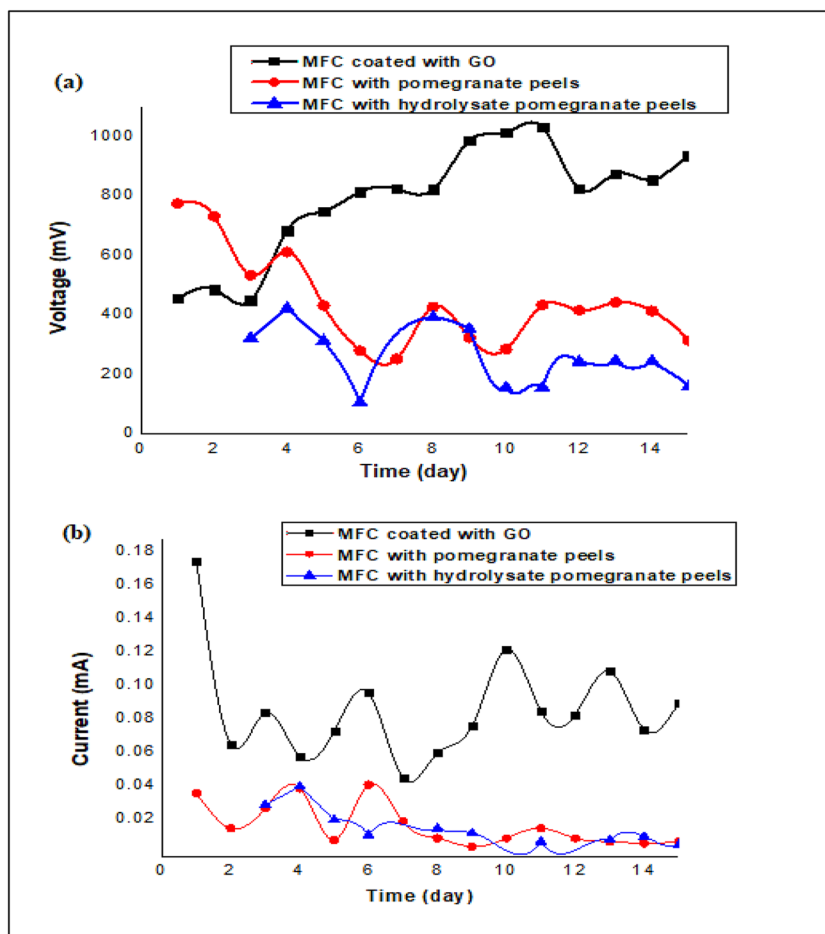 (a)
MFC coated with GO
MFC with pomegranate peels
MFC with hydrolysate pomegranate peels
1000
800
600
400
200
0
Voltage (mV)
0 2 4 6 8 10 12 14
Time (day)
(b)
MFC coated with GO
MFC with pomegranate peels
MFC with hydrolysate pomegranate peels
0.18
0.16
0.14
0.12
0.10
0.08
0.06
0.04
0.02
Current (mA)
0 2 4 6 8 10 12 14
Time (day)